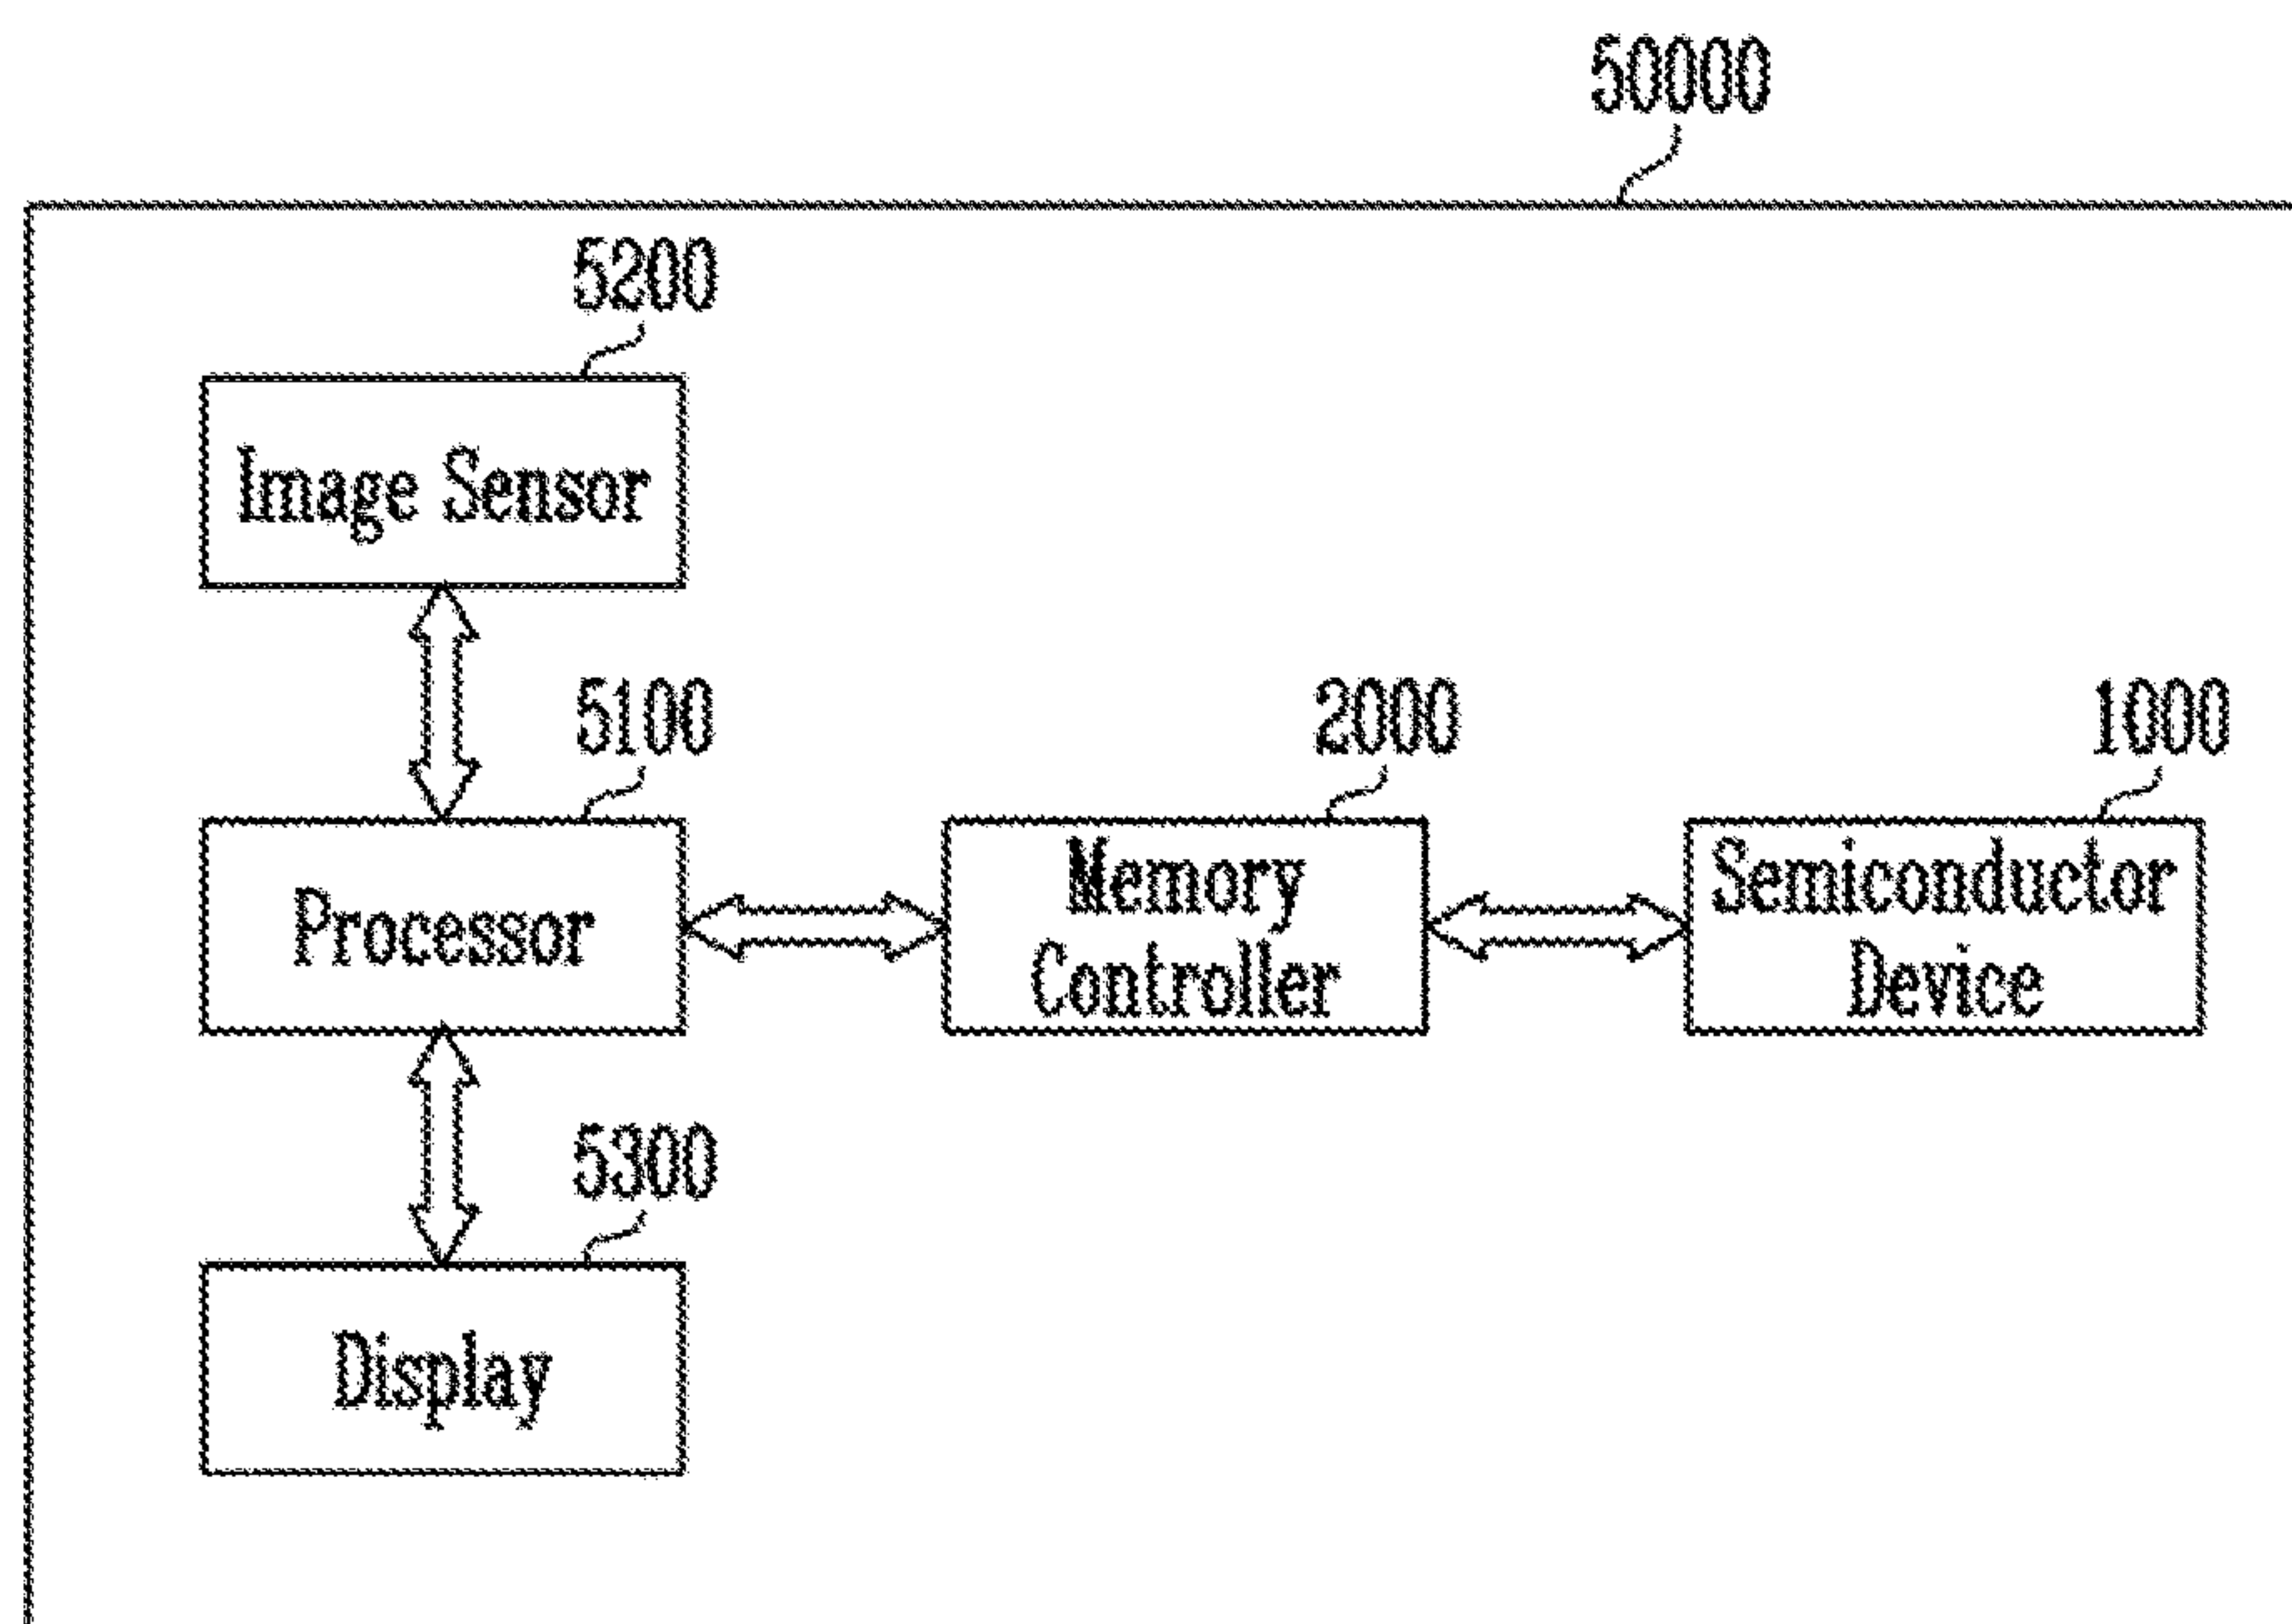 50000
5200
Image Sensor
5100
2000
1000
Processor
Memory
Controller
Semiconductor
Device
5300
Display